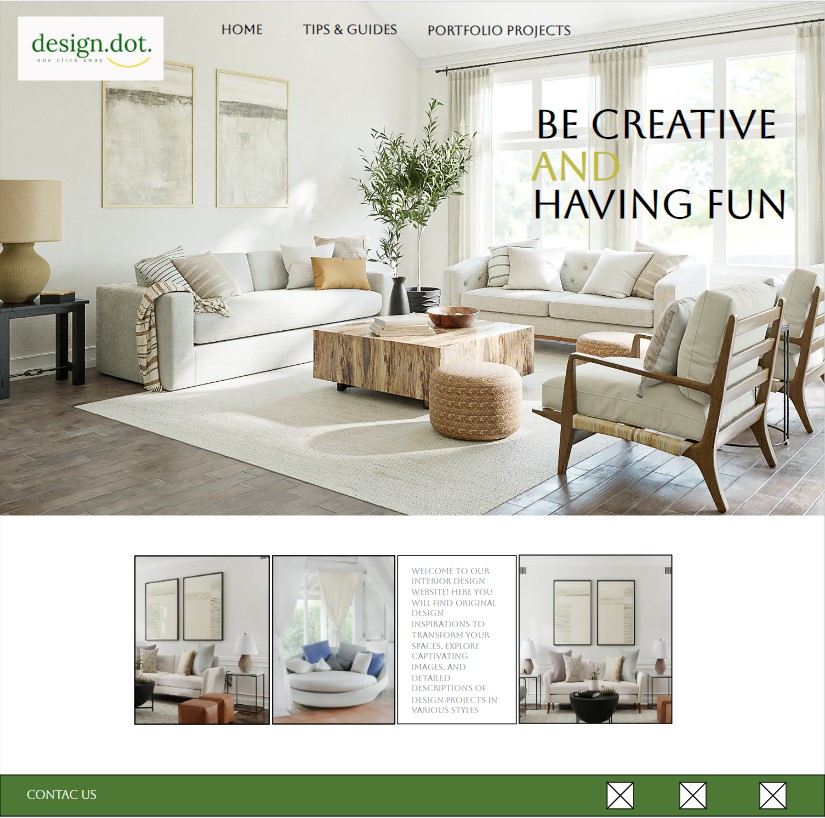 design.dot.
one click away
HOME
TIPS & GUIDES
PORTFOLIO PROJECTS
BE CREATIVE
AND
HAVING FUN
WELCOME TO OUR
INTERIOR DESIGN
WEBSITE! HERE YOU
WILL FIND ORIGINAL
DESIGN
INSPIRATIONS TO
TRANSFORM YOUR
SPACES, EXPLORE
CAPTIVATING
IMAGES, AND
DETAILED
DESCRIPTIONS OF
DESIGN PROJECTS IN
VARIOUS STYLES
CONTAC US